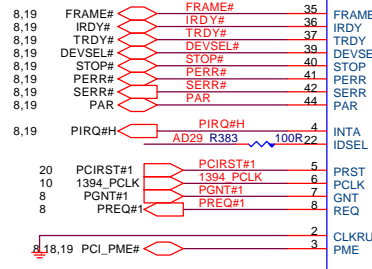 8,19 FRAME# FRAME# 35 FRAME
8,19 IRDY# IRDY# 36 IRDY
8,19 TRDY# TRDY# 37 TRDY
8,19 DEVSEL# DEVSEL# 39 DEVSE
8,19 STOP# STOP# 40 STOP
8,19 PERR# PERR# 41 PERR
8,19 SERR# SERR# 42 SERR
8,19 PAR PAR 44 PAR
8,19 PIRQ#H PIRQ#H 4 INTA
AD29 R383 100R 22 IDSEL
20 PCIRST#1 PCIRST#1 5 PRST
10 1394_PCLK 1394_PCLK 6 PCLK
8 PGNT#1 PGNT#1 7 GNT
8 PREQ#1 PREQ#1 8 REQ
2 CLKRU
8,18,19 PCI_PME# 3 PME